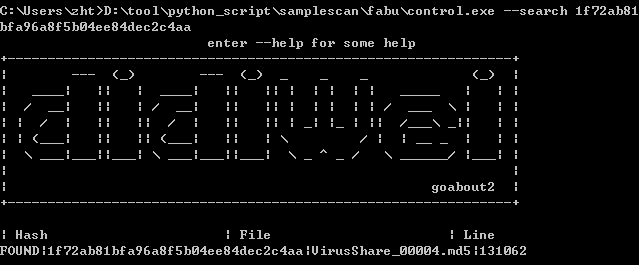 C:\Users\zht>D:\tool\python_script\samplescan\fabu\control.exe --search 1f72ab81
bfa96a8f5b04ee84dec2c4aa
enter --help for some help
aiaiwei
goabout2
¦ Hash ¦ File ¦ Line
FOUND¦1f72ab81bfa96a8f5b04ee84dec2c4aa¦VirusShare_00004.md5¦131062